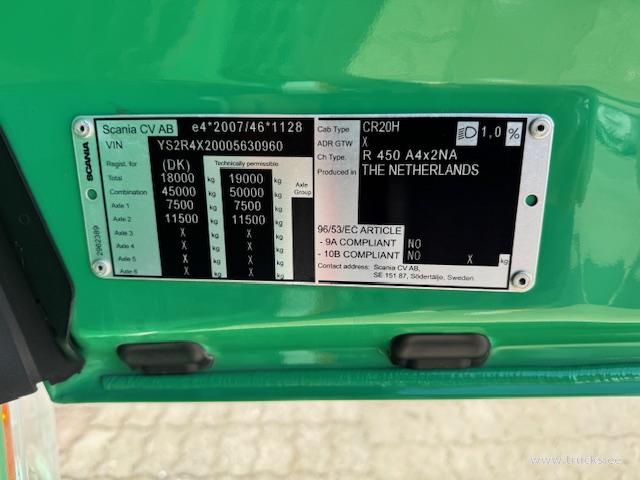 Scania CV AB e4*2007/46*1128
VIN YS2R4X20005630960
Regist. for (DK) Technically permissible
Total 18000 kg 19000 kg
Combination 45000 kg 50000 kg Axle Group
Axle 1 7500 kg 7500 kg
Axle 2 11500 kg 11500 kg
Axle 3 X kg X kg
Axle 4 X kg X kg
Axle 5 X kg X kg
Axle 6 X kg X kg kg
SCANIA
2982389
Cab Type CR20H 1,0 %
ADR GTW X
Ch Type. R 450 A4x2NA
Produced in THE NETHERLANDS
96/53/EC ARTICLE
- 9A COMPLIANT NO
- 10B COMPLIANT NO X kg
Contact address: Scania CV AB,
SE 151 87, Södertälje, Sweden
www.trucks.ee